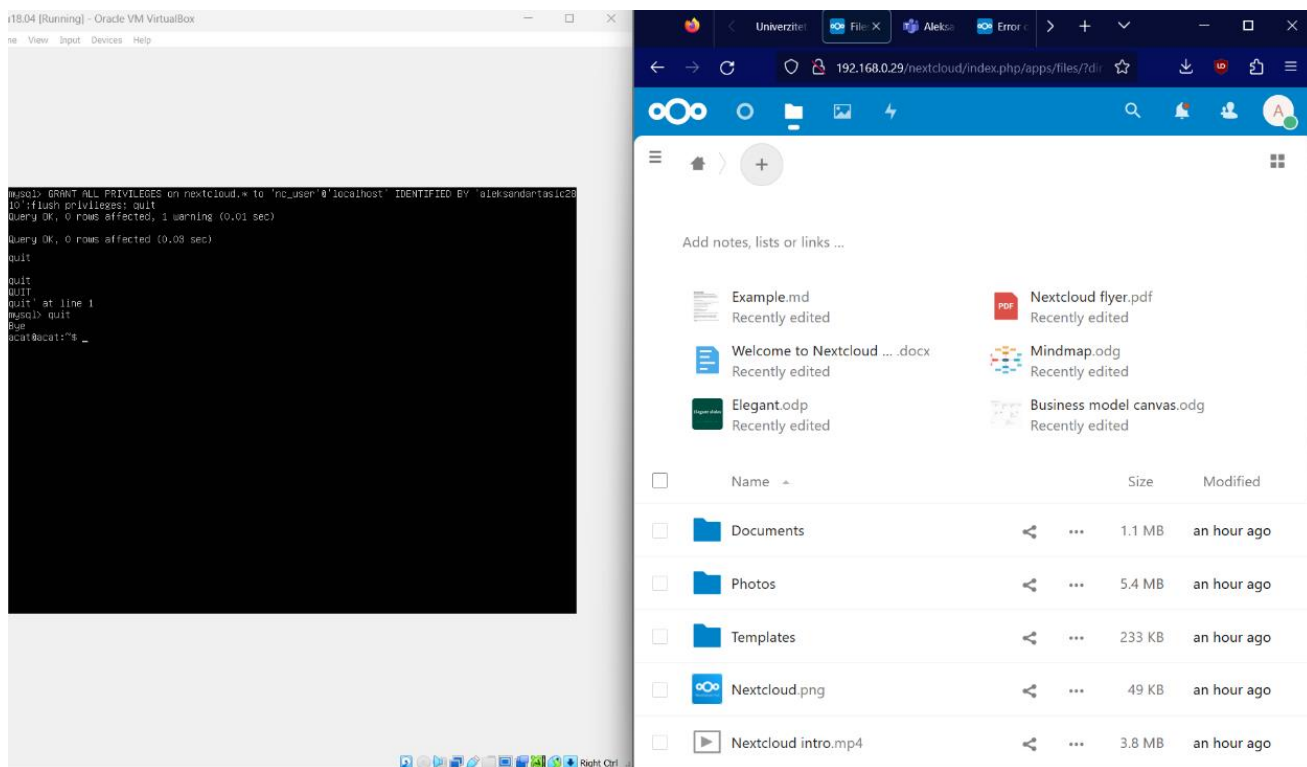 u18.04 [Running] - Oracle VM VirtualBox
ne View Input Devices Help
mysql> GRANT ALL PRIVILEGES on nextcloud.* to 'nc_user'@'localhost' IDENTIFIED BY 'aleksandartasic28
10';flush privileges; quit
Query OK, 0 rows affected, 1 warning (0.01 sec)
Query OK, 0 rows affected (0.09 sec)
quit
quit
QUIT
quit' at line 1
mysql> quit
Bye
acat@acat:~$ _
Right Ctrl
Univerzitet
File
Aleksa
Error
192.168.0.29/nextcloud/index.php/apps/files/?dir
A
Add notes, lists or links ...
Example.md
Recently edited
Nextcloud flyer.pdf
Recently edited
Welcome to Nextcloud ... .docx
Recently edited
Mindmap.odg
Recently edited
Elegant.odp
Recently edited
Business model canvas.odg
Recently edited
PDF
Name Size Modified
Documents 1.1 MB an hour ago
Photos 5.4 MB an hour ago
Templates 233 KB an hour ago
Nextcloud.png 49 KB an hour ago
Nextcloud intro.mp4 3.8 MB an hour ago